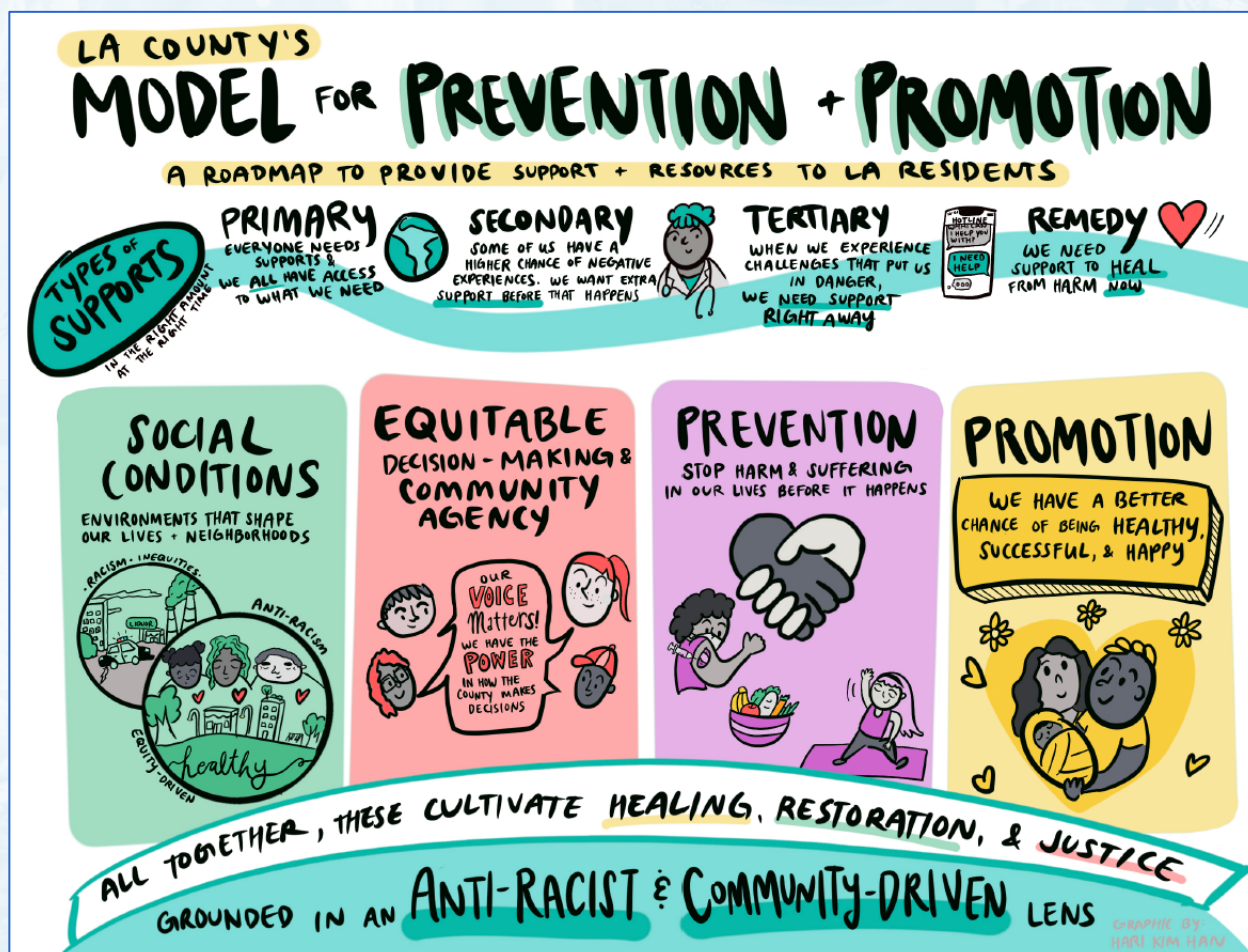 LA COUNTY'S
MODEL FOR PREVENTION + PROMOTION
A ROADMAP TO PROVIDE SUPPORT + RESOURCES TO LA RESIDENTS
TYPES OF
SUPPORTS
IN THE RIGHT AMOUNT
AT THE RIGHT TIME
PRIMARY
EVERYONE NEEDS
SUPPORTS &
WE ALL HAVE ACCESS
TO WHAT WE NEED
SECONDARY
SOME OF US HAVE A
HIGHER CHANCE OF NEGATIVE
EXPERIENCES. WE WANT EXTRA
SUPPORT BEFORE THAT HAPPENS
TERTIARY
WHEN WE EXPERIENCE
CHALLENGES THAT PUT US
IN DANGER,
WE NEED SUPPORT
RIGHT AWAY
HOTLINE
I HELP YOU
WITH?
I NEED
HELP
REMEDY
WE NEED
SUPPORT TO HEAL
FROM HARM NOW
SOCIAL
CONDITIONS
ENVIRONMENTS THAT SHAPE
OUR LIVES + NEIGHBORHOODS
RACISM · INEQUITIES
LIQUOR
ANTI-RACISM
EQUITY-DRIVEN
healthy
EQUITABLE
DECISION-MAKING &
COMMUNITY
AGENCY
OUR
VOICE
Matters!
WE HAVE THE
POWER
IN HOW THE
COUNTY MAKES
DECISIONS
PREVENTION
STOP HARM & SUFFERING
IN OUR LIVES BEFORE IT HAPPENS
PROMOTION
WE HAVE A BETTER
CHANCE OF BEING HEALTHY,
SUCCESSFUL, & HAPPY
ALL TOGETHER, THESE CULTIVATE HEALING, RESTORATION, & JUSTICE
GROUNDED IN AN ANTI-RACIST & COMMUNITY-DRIVEN LENS
GRAPHIC BY:
HARI KIM HAN